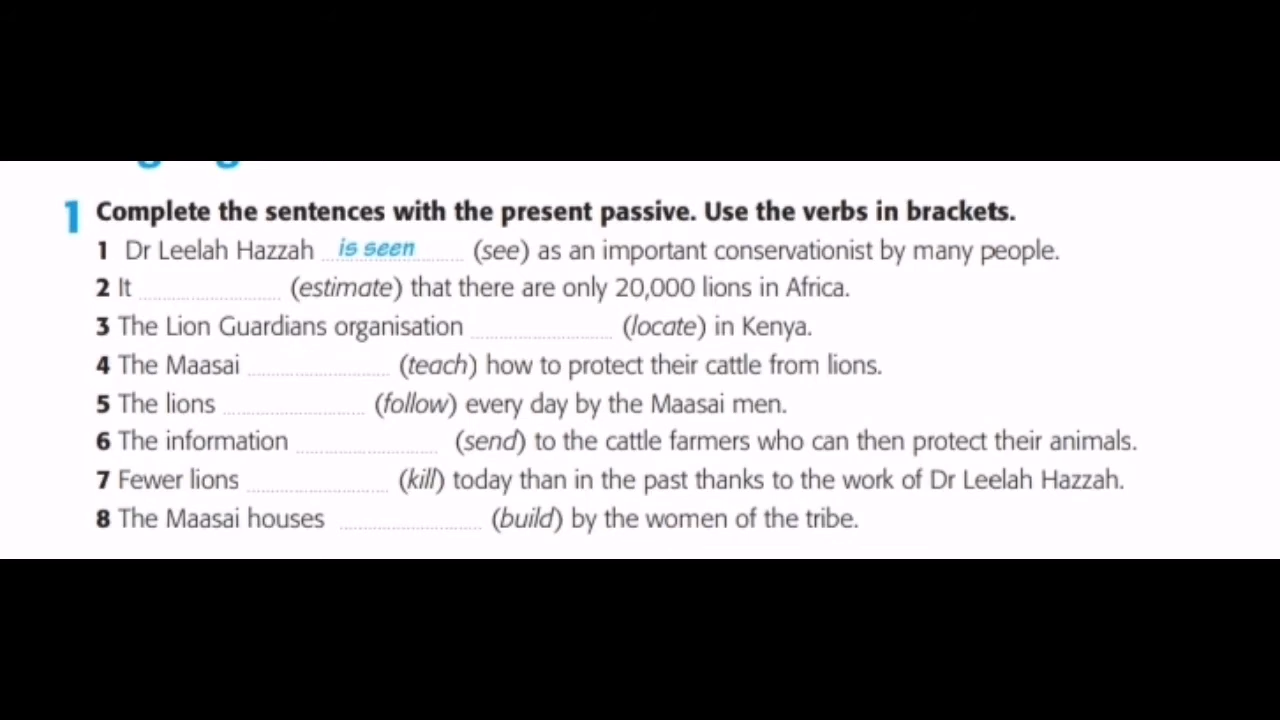 1 Complete the sentences with the present passive. Use the verbs in brackets.
1 Dr Leelah Hazzah is seen (see) as an important conservationist by many people.
2 It ............ (estimate) that there are only 20,000 lions in Africa.
3 The Lion Guardians organisation ............ (locate) in Kenya.
4 The Maasai ............ (teach) how to protect their cattle from lions.
5 The lions ............ (follow) every day by the Maasai men.
6 The information ............ (send) to the cattle farmers who can then protect their animals.
7 Fewer lions ............ (kill) today than in the past thanks to the work of Dr Leelah Hazzah.
8 The Maasai houses ............ (build) by the women of the tribe.